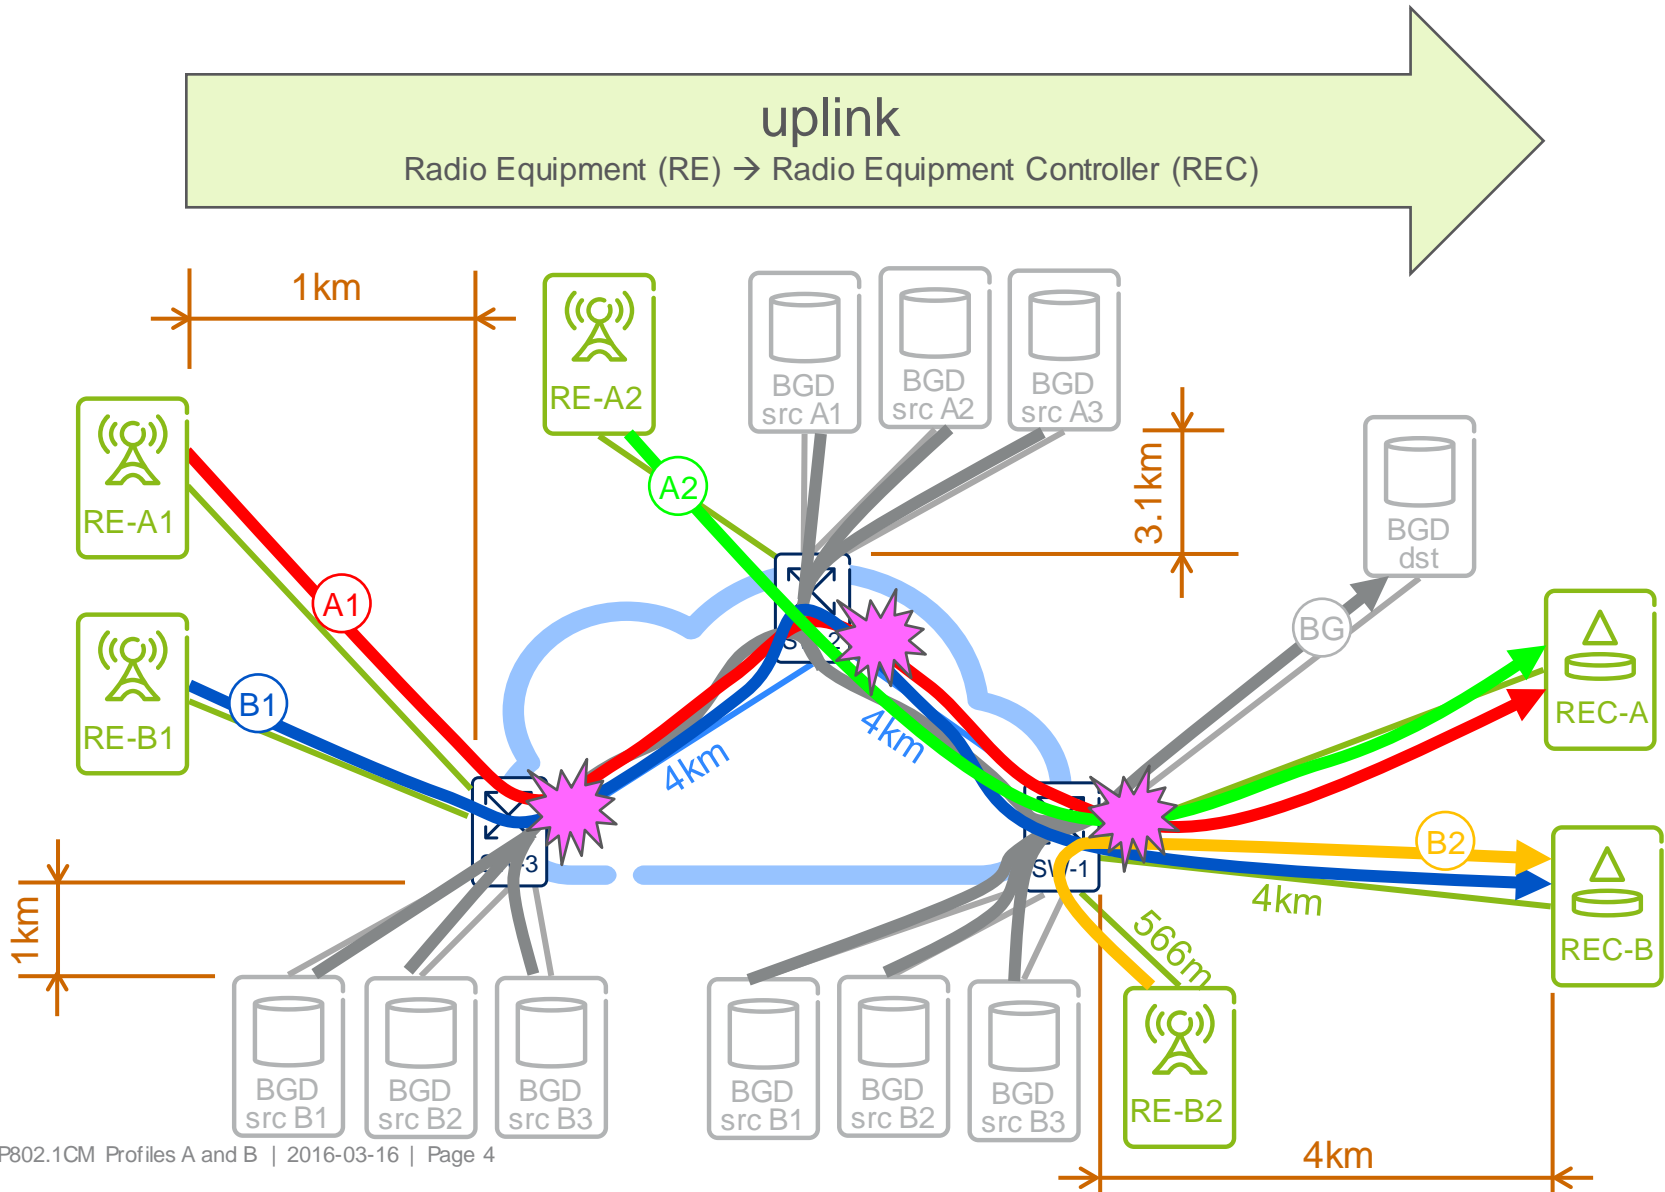 uplink
Radio Equipment (RE) → Radio Equipment Controller (REC)
1km
RE-A2
BGD
src A1
BGD
src A2
BGD
src A3
RE-A1
A2
3.1km
BGD
dst
A1
BG
RE-B1
B1
REC-A
4km
4km
B2
SW-1
4km
REC-B
1km
566m
BGD
src B1
BGD
src B2
BGD
src B3
BGD
src B1
BGD
src B2
BGD
src B3
RE-B2
P802.1CM Profiles A and B | 2016-03-16 | Page 4
4km